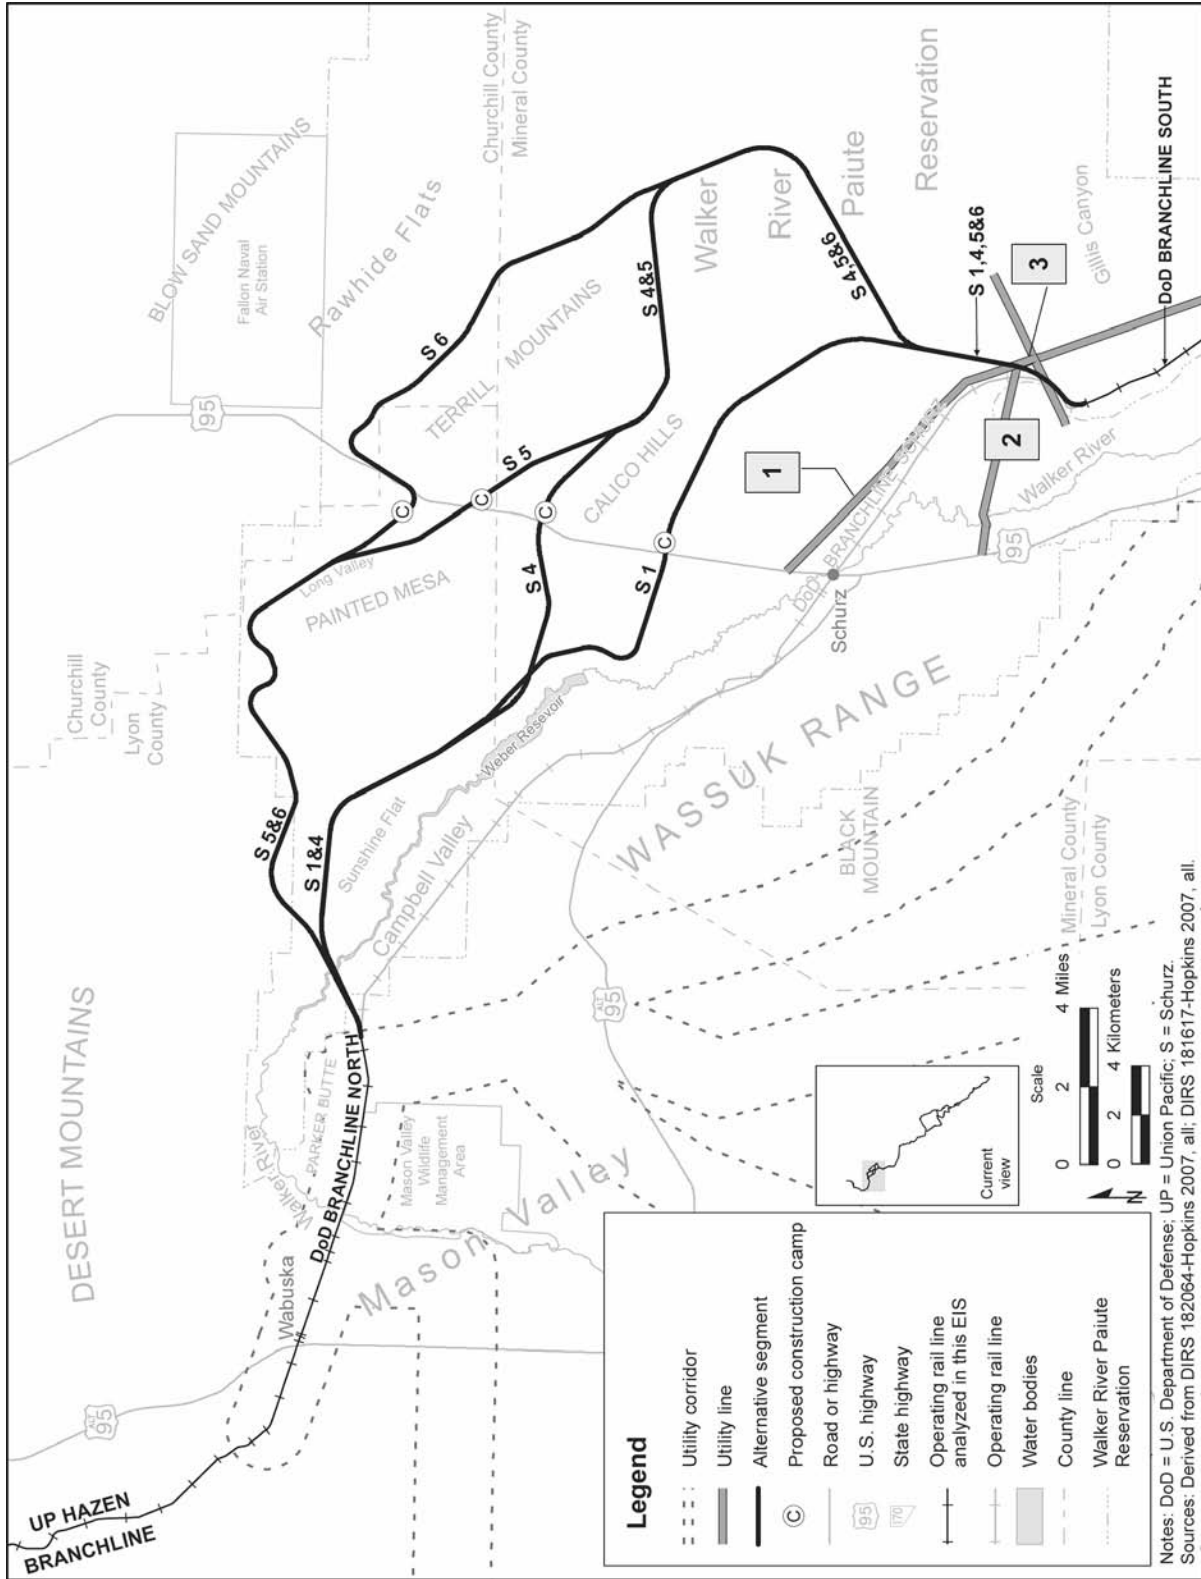 DESERT MOUNTAINS
UP HAZEN
BRANCHLINE
ALT
95
Wabuska
Walker River
PARKER BUTTE
DoD BRANCHLINE NORTH
Mason Valley
Wildlife
Management
Area
Mason Valley
Churchill
County
Lyon
County
S 5&6
S 1&4
Sunshine Flat
Campbell Valley
Weber Resevoir
Long Valley
PAINTED MESA
BLOW SAND MOUNTAINS
Fallon Naval
Air Station
Rawhide Flats
95
S 6
TERRILL MOUNTAINS
Churchill County
Mineral County
C
C
S 5
C
S 4
CALICO HILLS
S 4&5
C
S 1
Walker
River
Paiute
Reservation
S 4,5&6
S 1,4,5&6
1
2
3
DoD BRANCHLINE SCHURZ
Schurz
Walker River
95
Gillis Canyon
DoD BRANCHLINE SOUTH
WASSUK RANGE
BLACK
MOUNTAIN
ALT
95
Mineral County
Lyon County
Legend
Utility corridor
Utility line
Alternative segment
C Proposed construction camp
Road or highway
95 U.S. highway
170 State highway
Operating rail line
analyzed in this EIS
Operating rail line
Water bodies
County line
Walker River Paiute
Reservation
Current
view
Scale
0 2 4 Miles
0 2 4 Kilometers
N
Notes: DoD = U.S. Department of Defense; UP = Union Pacific; S = Schurz.
Sources: Derived from DIRS 182064-Hopkins 2007, all; DIRS 181617-Hopkins 2007, all.